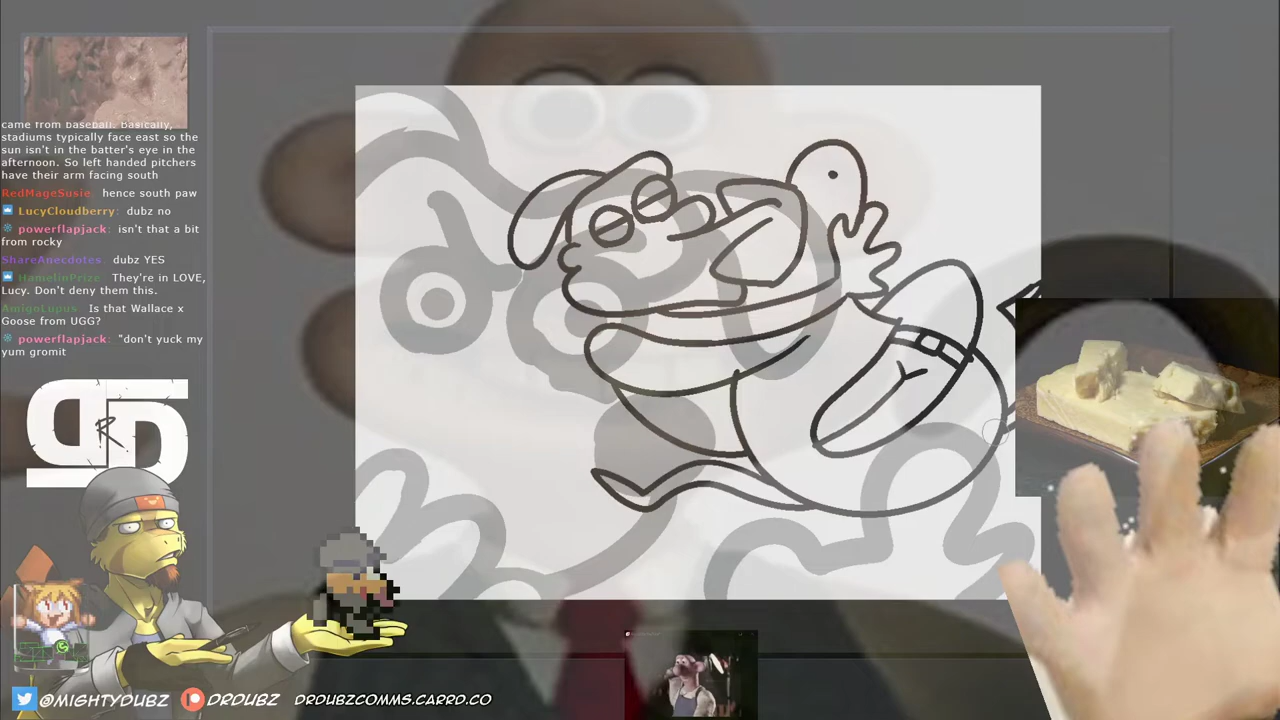 came from baseball. Basically,
stadiums typically face east so the
sun isn't in the batter's eye in the
afternoon. So left handed pitchers
have their arm facing south
RedMageSusie: hence south paw
LucyCloudberry: dubz no
powerflapjack: isn't that a bit
from rocky
ShareAnecdotes dubz YES
HamelinPrize: They're in LOVE,
Lucy. Don't deny them this.
AmigoLupus: Is that Wallace x
Goose from UGG?
powerflapjack: "don't yuck my
yum gromit
DRD
@MIGHTYDUBZ DRDUBZ DRDUBZCOMMS.CARRD.CO